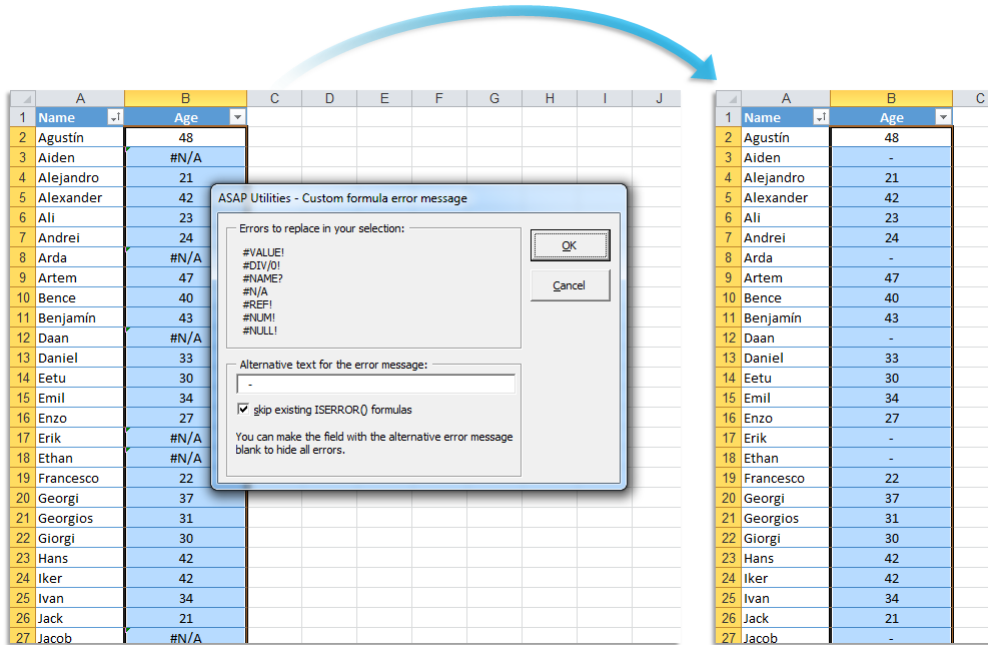 A B C D E F G H I J
1 Name Age
2 Agustín 48
3 Aiden #N/A
4 Alejandro 21
5 Alexander 42
6 Ali 23
7 Andrei 24
8 Arda #N/A
9 Artem 47
10 Bence 40
11 Benjamín 43
12 Daan #N/A
13 Daniel 33
14 Eetu 30
15 Emil 34
16 Enzo 27
17 Erik #N/A
18 Ethan #N/A
19 Francesco 22
20 Georgi 37
21 Georgios 31
22 Giorgi 30
23 Hans 42
24 Iker 42
25 Ivan 34
26 Jack 21
27 Jacob #N/A
ASAP Utilities - Custom formula error message
Errors to replace in your selection:
#VALUE!
#DIV/0!
#NAME?
#N/A
#REF!
#NUM!
#NULL!
OK
Cancel
Alternative text for the error message:
-
skip existing ISERROR() formulas
You can make the field with the alternative error message
blank to hide all errors.
A B C
1 Name Age
2 Agustín 48
3 Aiden -
4 Alejandro 21
5 Alexander 42
6 Ali 23
7 Andrei 24
8 Arda -
9 Artem 47
10 Bence 40
11 Benjamín 43
12 Daan -
13 Daniel 33
14 Eetu 30
15 Emil 34
16 Enzo 27
17 Erik -
18 Ethan -
19 Francesco 22
20 Georgi 37
21 Georgios 31
22 Giorgi 30
23 Hans 42
24 Iker 42
25 Ivan 34
26 Jack 21
27 Jacob -